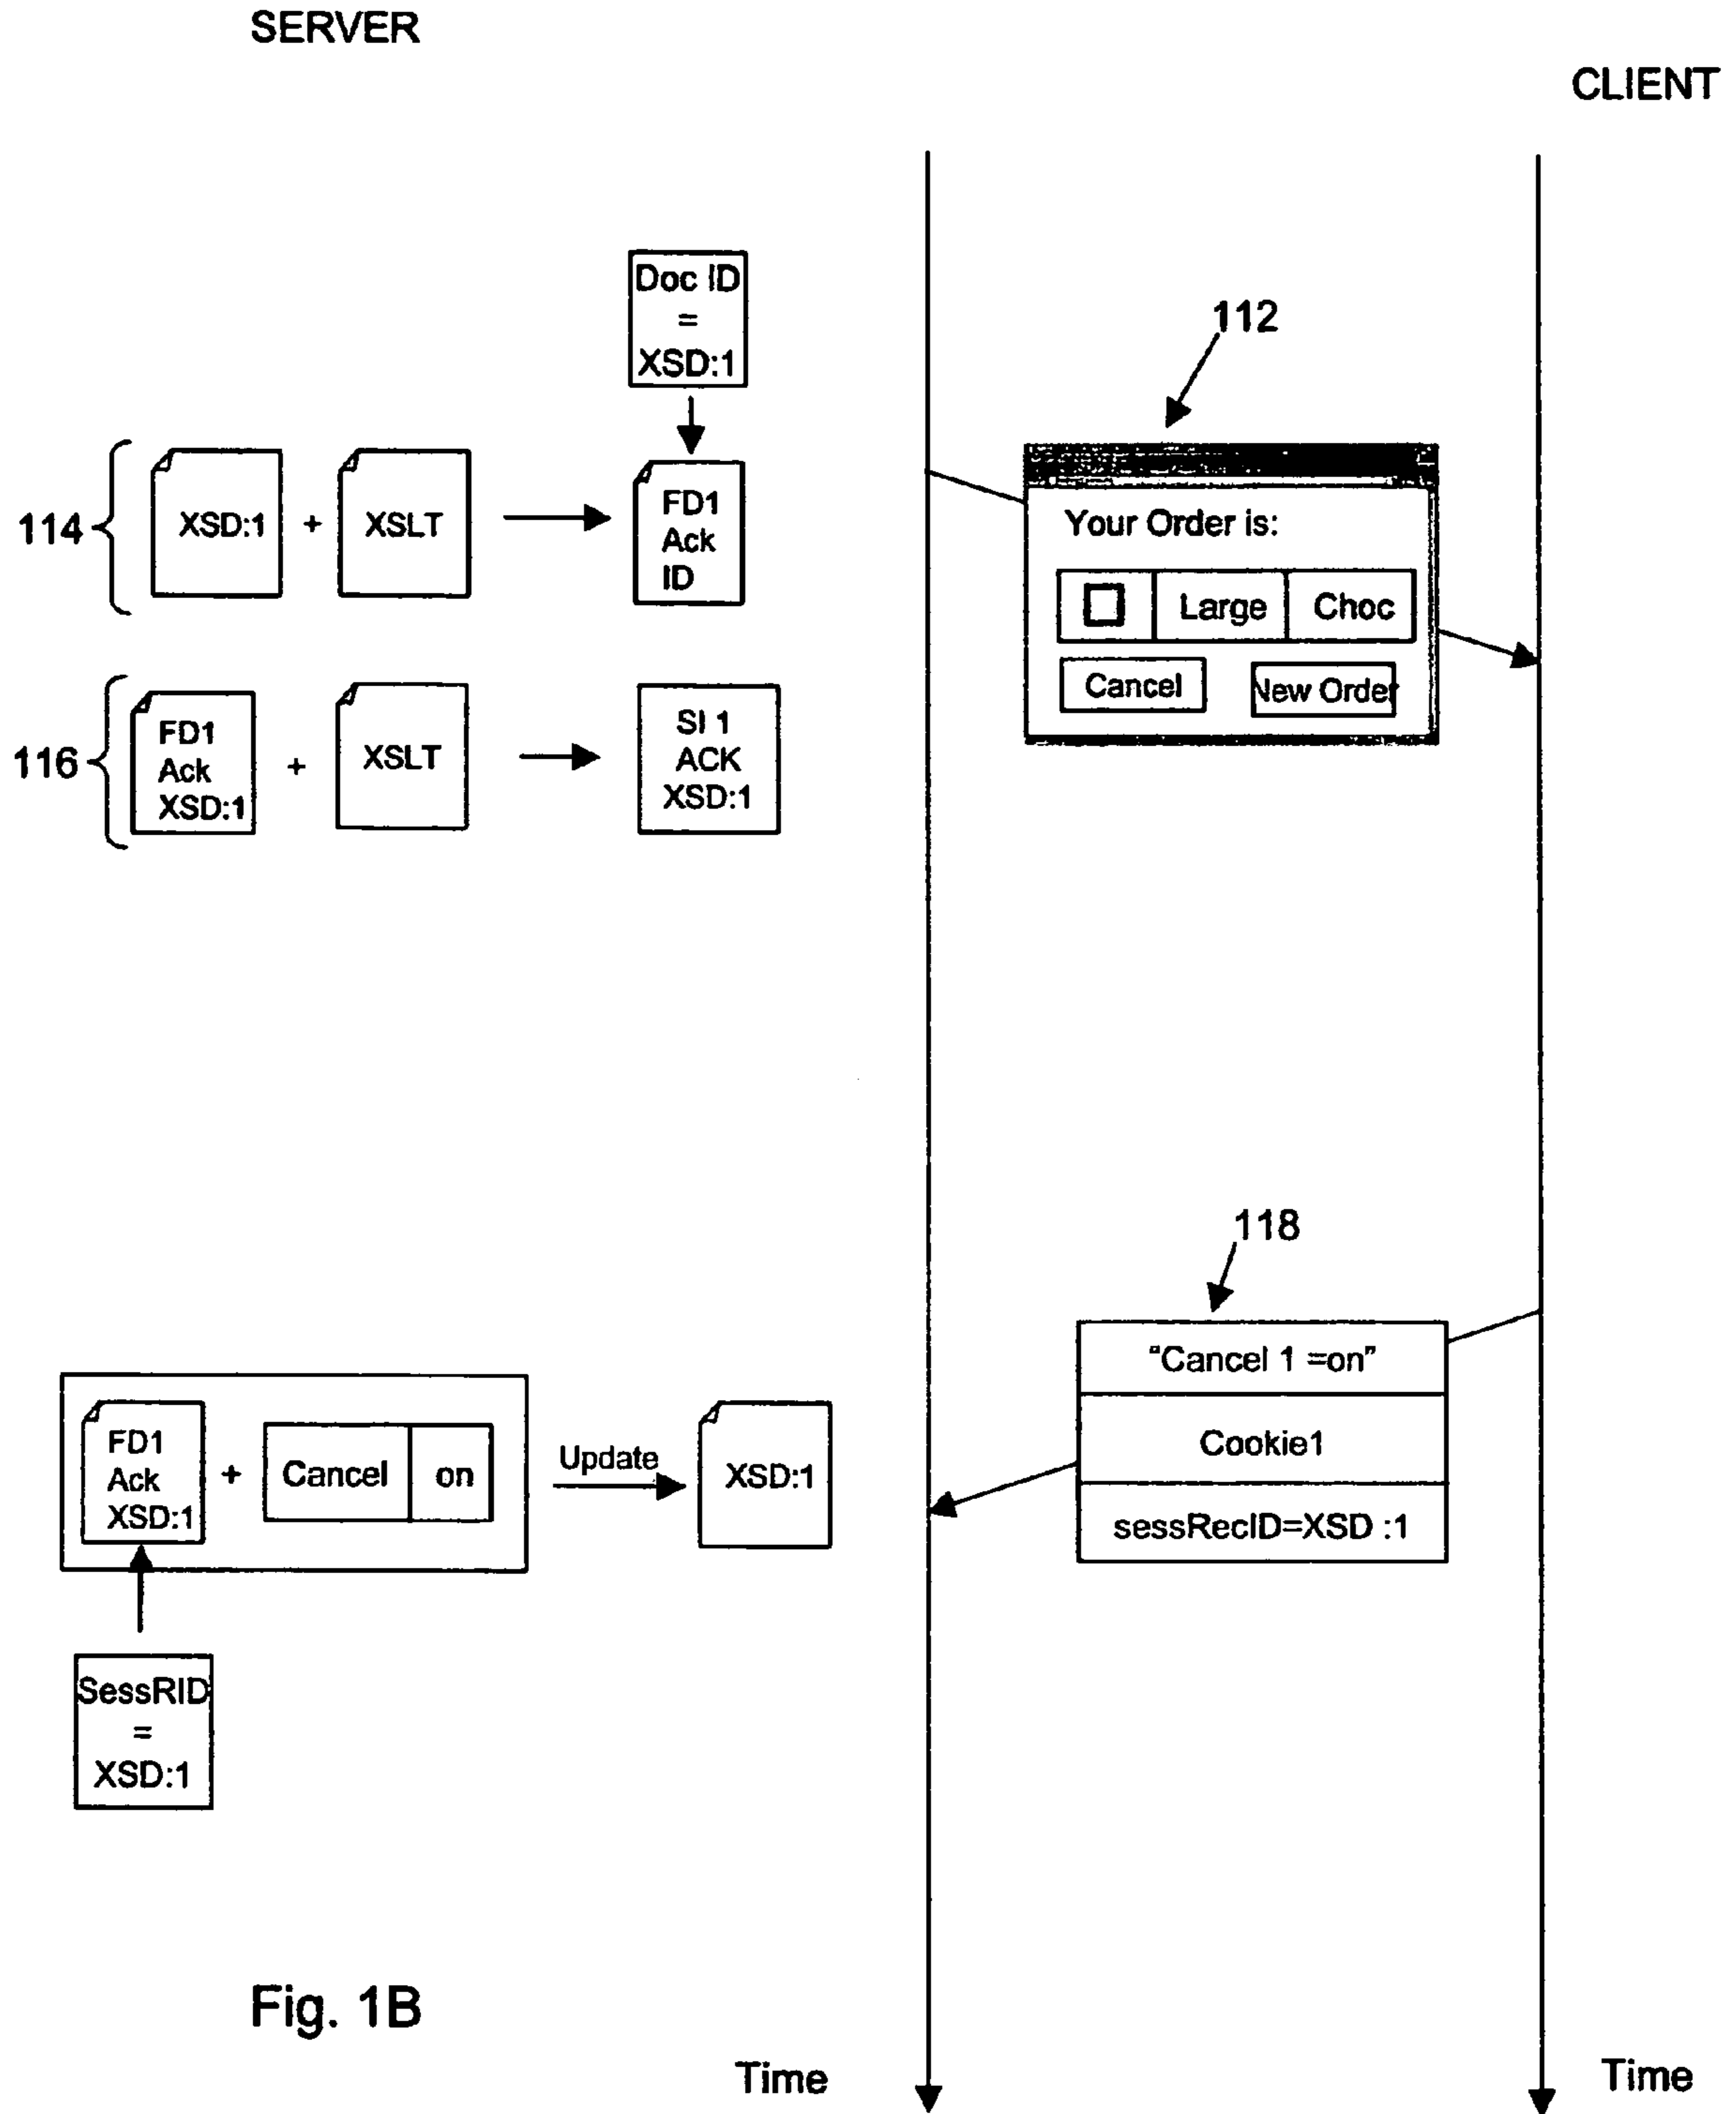 SERVER
CLIENT
Doc ID
=
XSD:1
112
114
XSD:1
+
XSLT
FD1
Ack
ID
Your Order is:
Large
Choc
Cancel
New Order
116
FD1
Ack
XSD:1
+
XSLT
SI 1
ACK
XSD:1
118
"Cancel 1 =on"
Cookie1
sessRecID=XSD :1
FD1
Ack
XSD:1
+
Cancel
on
Update
XSD:1
SessRID
=
XSD:1
Fig. 1B
Time
Time